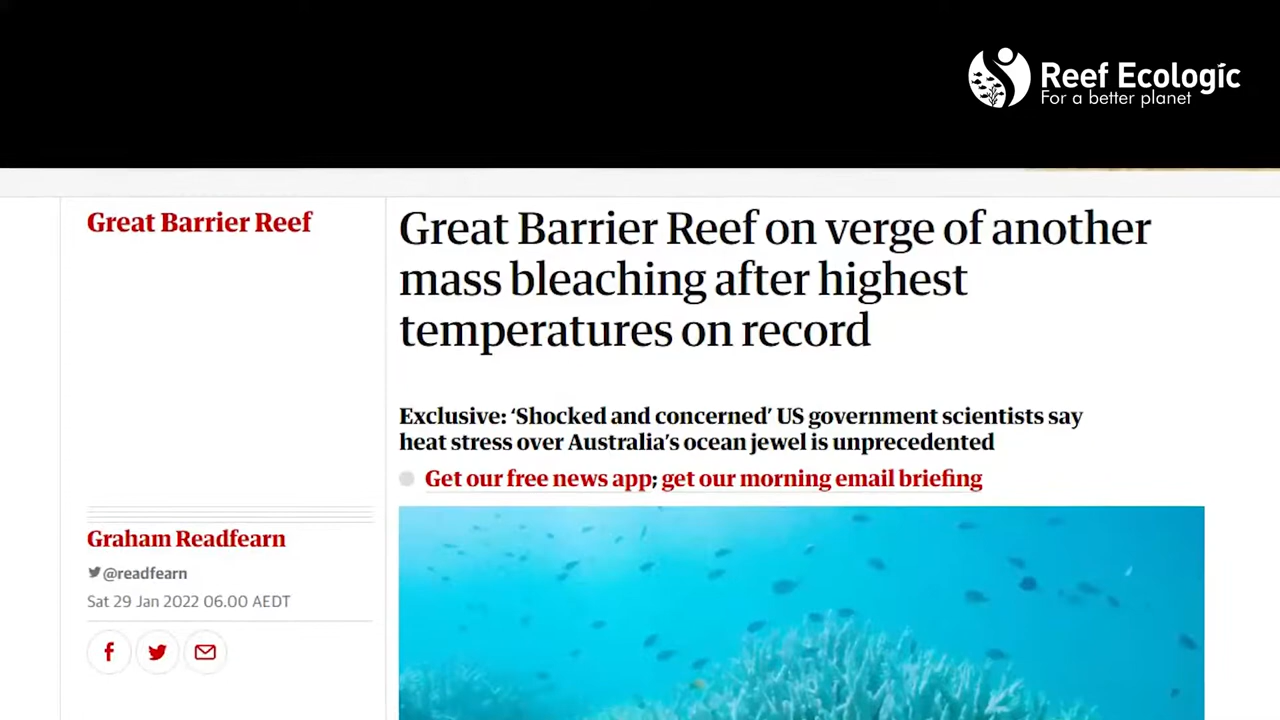 Reef Ecologic
For a better planet
Great Barrier Reef
Great Barrier Reef on verge of another
mass bleaching after highest
temperatures on record
Exclusive: ‘Shocked and concerned’ US government scientists say
heat stress over Australia’s ocean jewel is unprecedented
Get our free news app; get our morning email briefing
Graham Readfearn
@readfearn
Sat 29 Jan 2022 06.00 AEDT